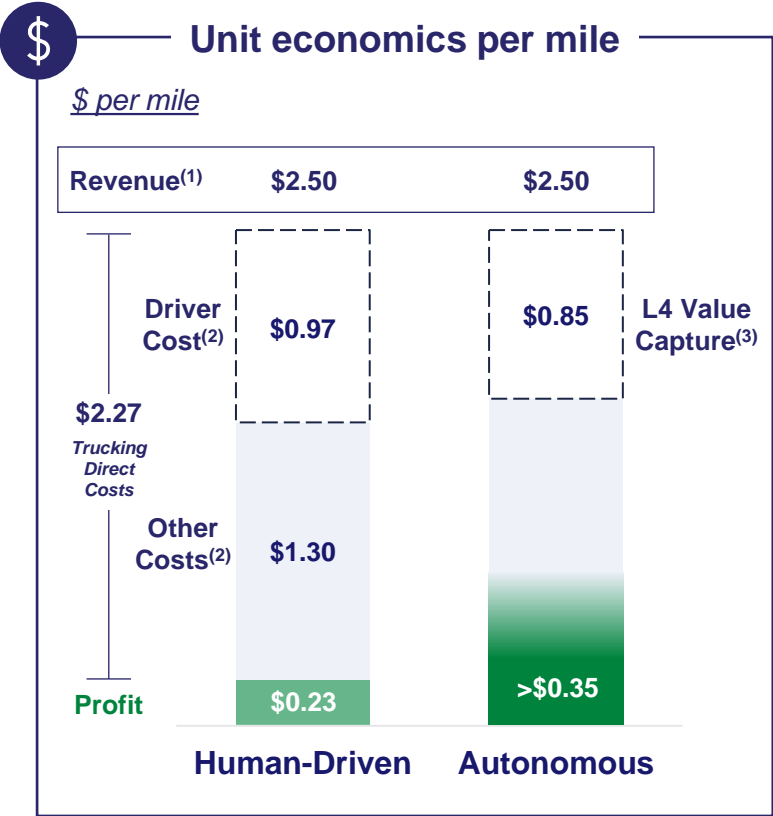 $
Unit economics per mile
$ per mile
Revenue(1) $2.50 $2.50
Driver
Cost(2)
$0.97
$0.85
L4 Value
Capture(3)
$2.27
Trucking
Direct
Costs
Other
Costs(2)
$1.30
Profit
$0.23
>$0.35
Human-Driven Autonomous